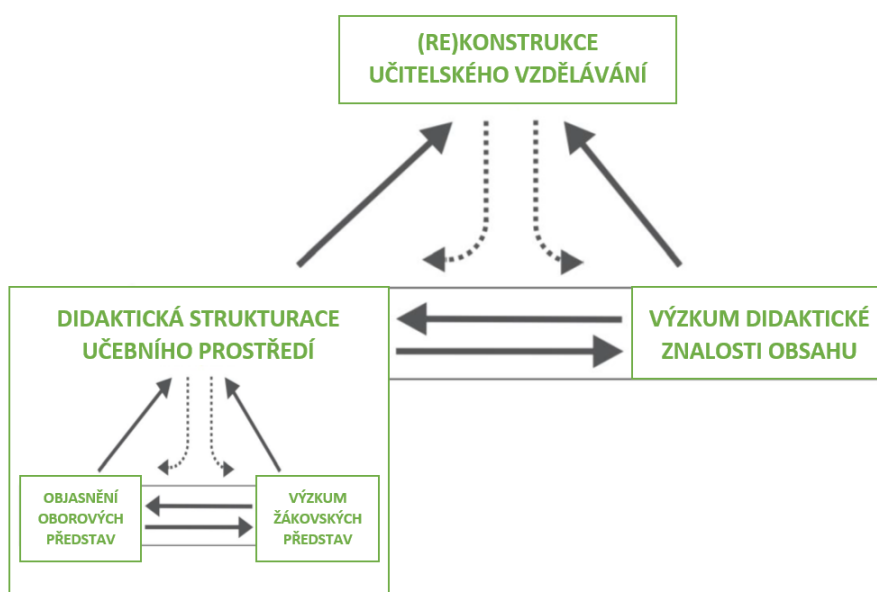 (RE)KONSTRUKCE
UČITELSKÉHO VZDĚLÁVÁNÍ
DIDAKTICKÁ STRUKTURACE
UČEBNÍHO PROSTŘEDÍ
VÝZKUM DIDAKTICKÉ
ZNALOSTI OBSAHU
OBJASNĚNÍ
OBOROVÝCH
PŘEDSTAV
VÝZKUM
ŽÁKOVSKÝCH
PŘEDSTAV